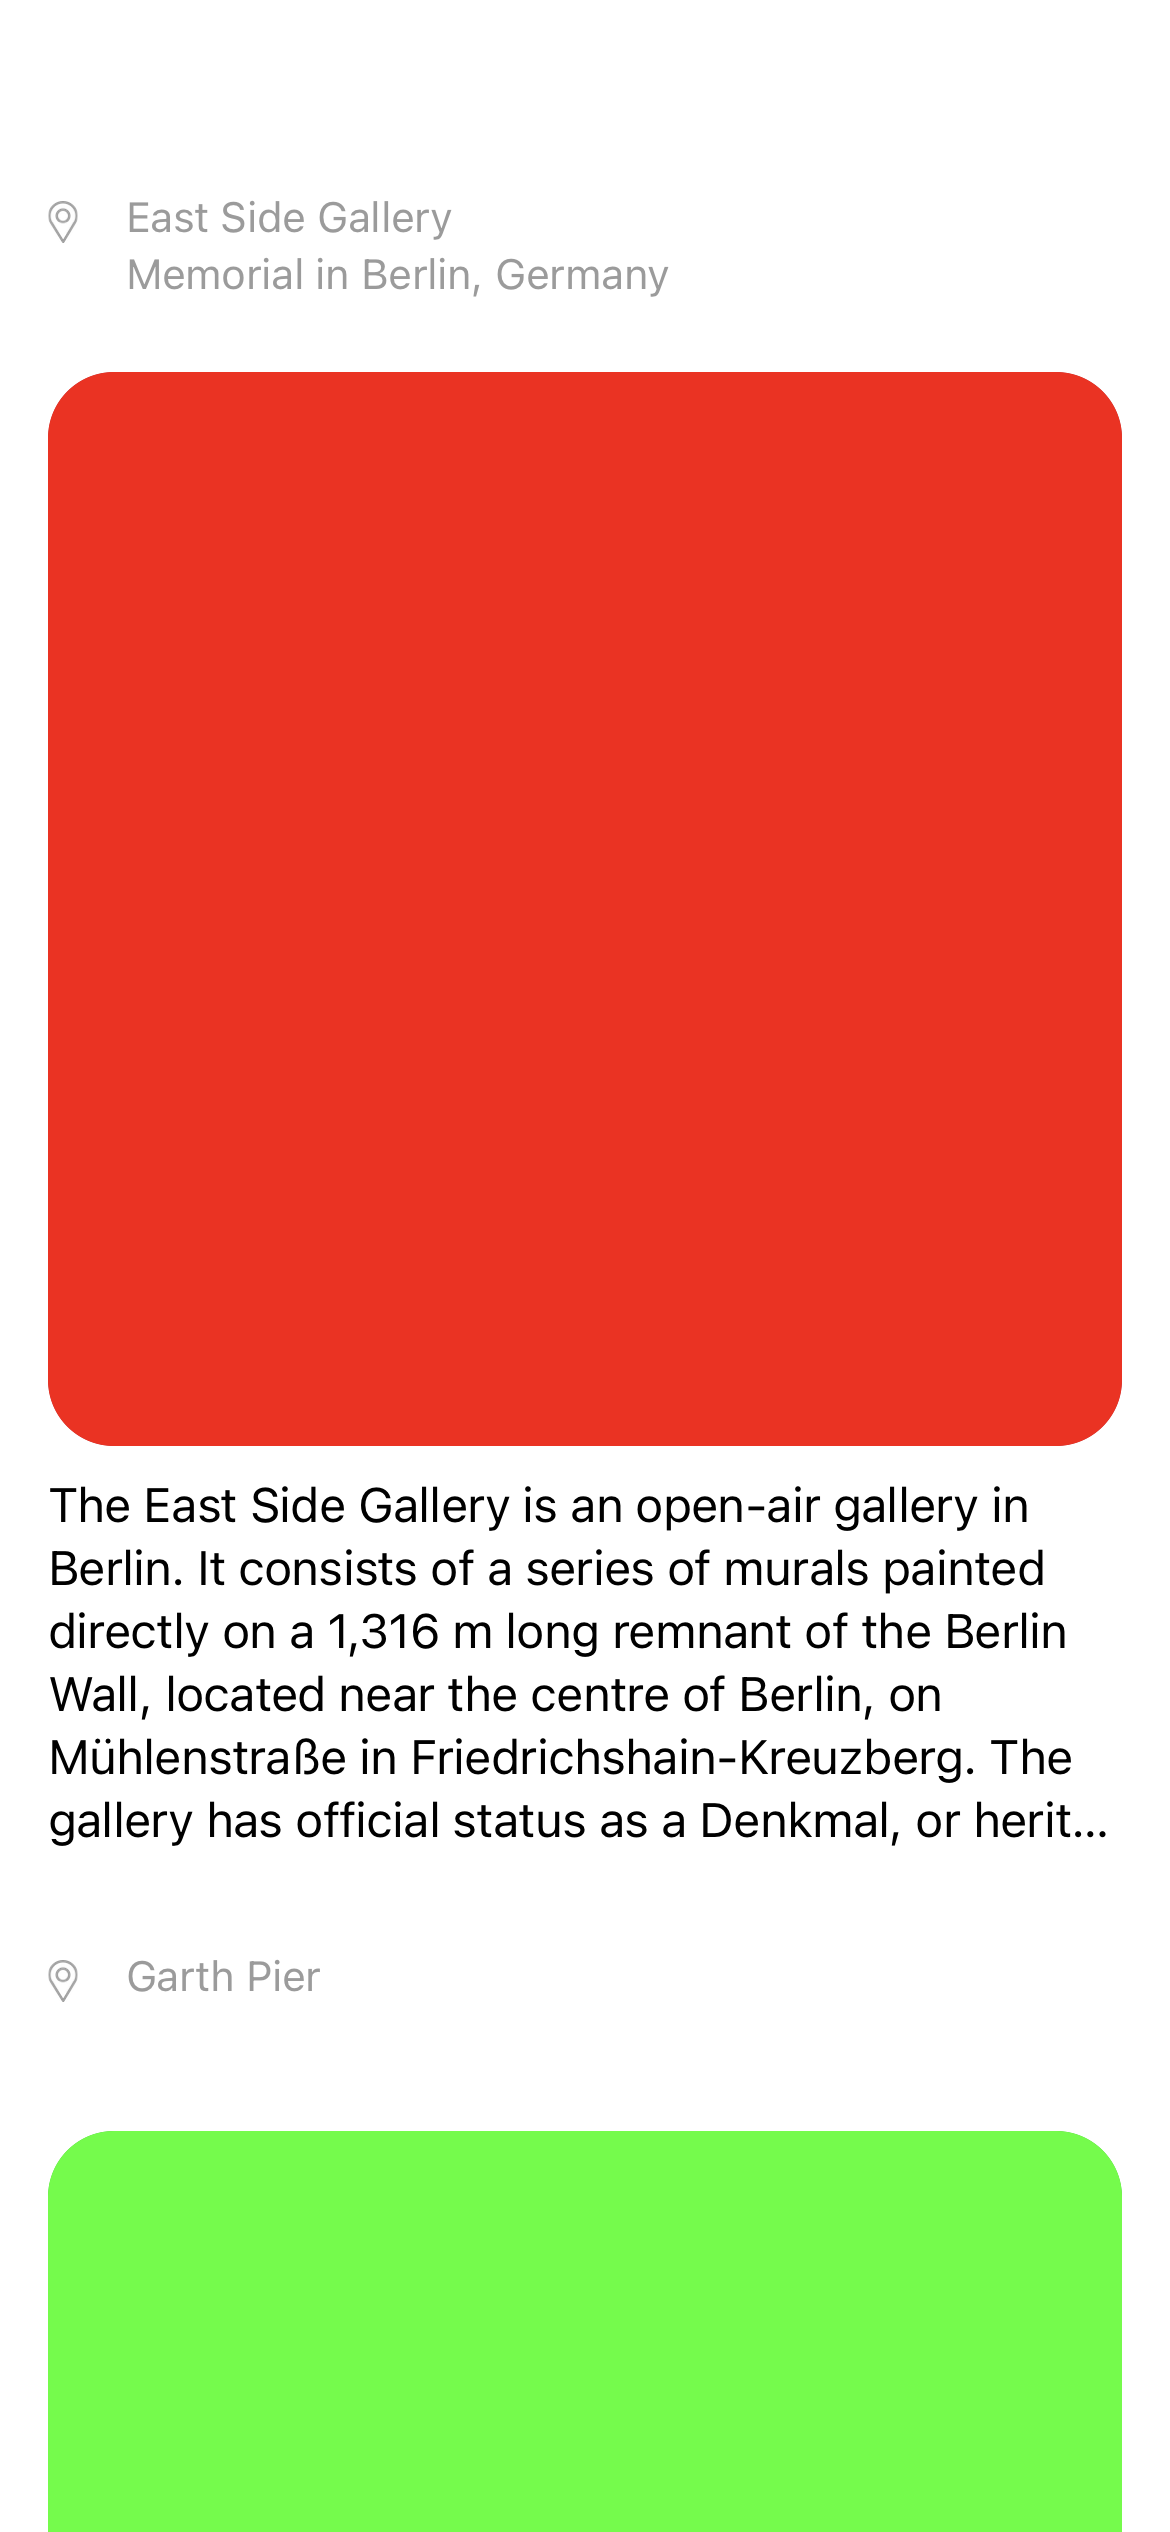 East Side Gallery
Memorial in Berlin, Germany
The East Side Gallery is an open-air gallery in
Berlin. It consists of a series of murals painted
directly on a 1,316 m long remnant of the Berlin
Wall, located near the centre of Berlin, on
Mühlenstraße in Friedrichshain-Kreuzberg. The
gallery has official status as a Denkmal, or herit...
Garth Pier